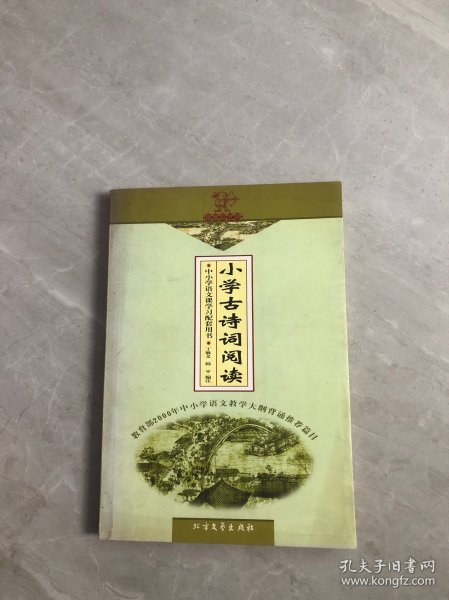 小学古诗词阅读
中小学语文课学习配套用书
教育部2000年中小学语文教学大纲背诵推荐篇目
北方文艺出版社
孔夫子旧书网
www.kongfz.com